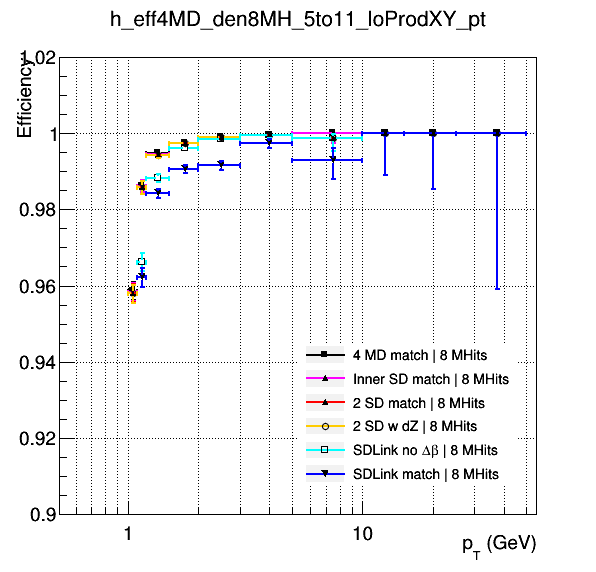 h_eff4MD_den8MH_5to11_loProdXY_pt
Efficiency
1.02
1
0.98
0.96
0.94
0.92
0.9
4 MD match | 8 MHits
Inner SD match | 8 MHits
2 SD match | 8 MHits
2 SD w dZ | 8 MHits
SDLink no Δβ | 8 MHits
SDLink match | 8 MHits
1
10
p_T (GeV)